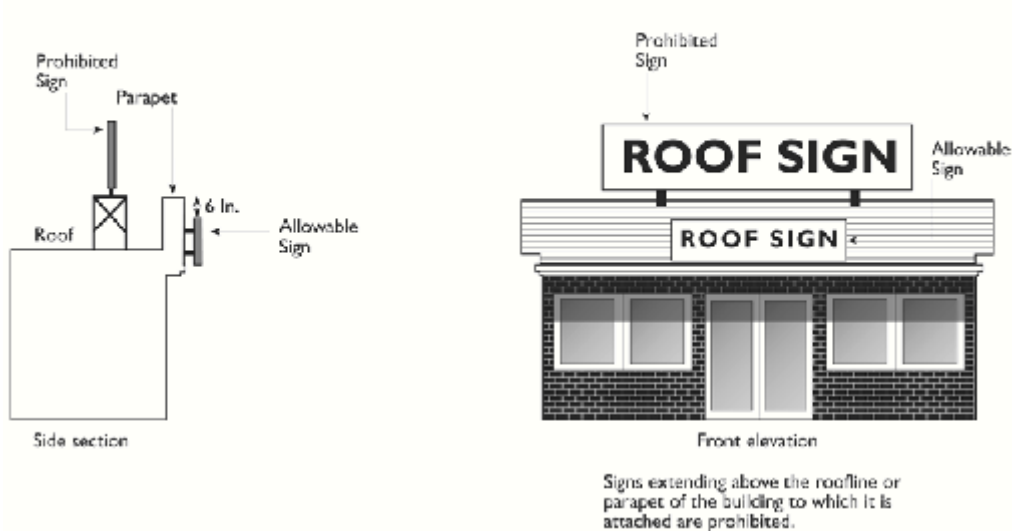 Prohibited
Sign
Parapet
6 In.
Roof
Allowable
Sign
Side section
Prohibited
Sign
ROOF SIGN
Allowable
Sign
ROOF SIGN
Front elevation
Signs extending above the roofline or
parapet of the building to which it is
attached are prohibited.